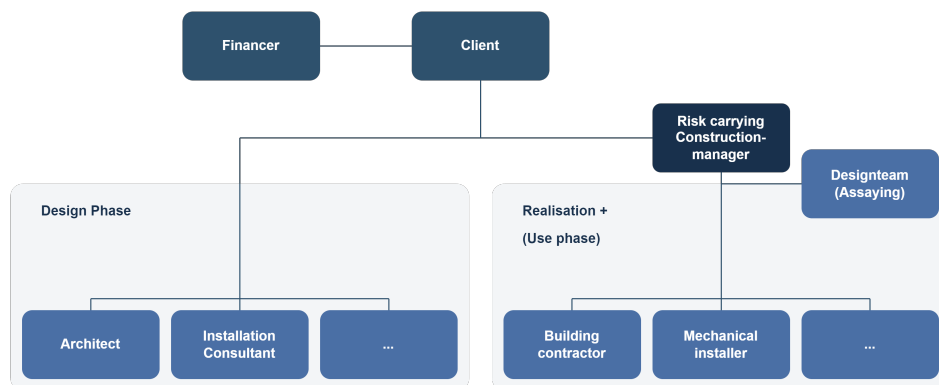 Financer
Client
Risk carrying
Construction-
manager
Designteam
(Assaying)
Design Phase
Realisation +
(Use phase)
Architect
Installation
Consultant
...
Building
contractor
Mechanical
installer
...